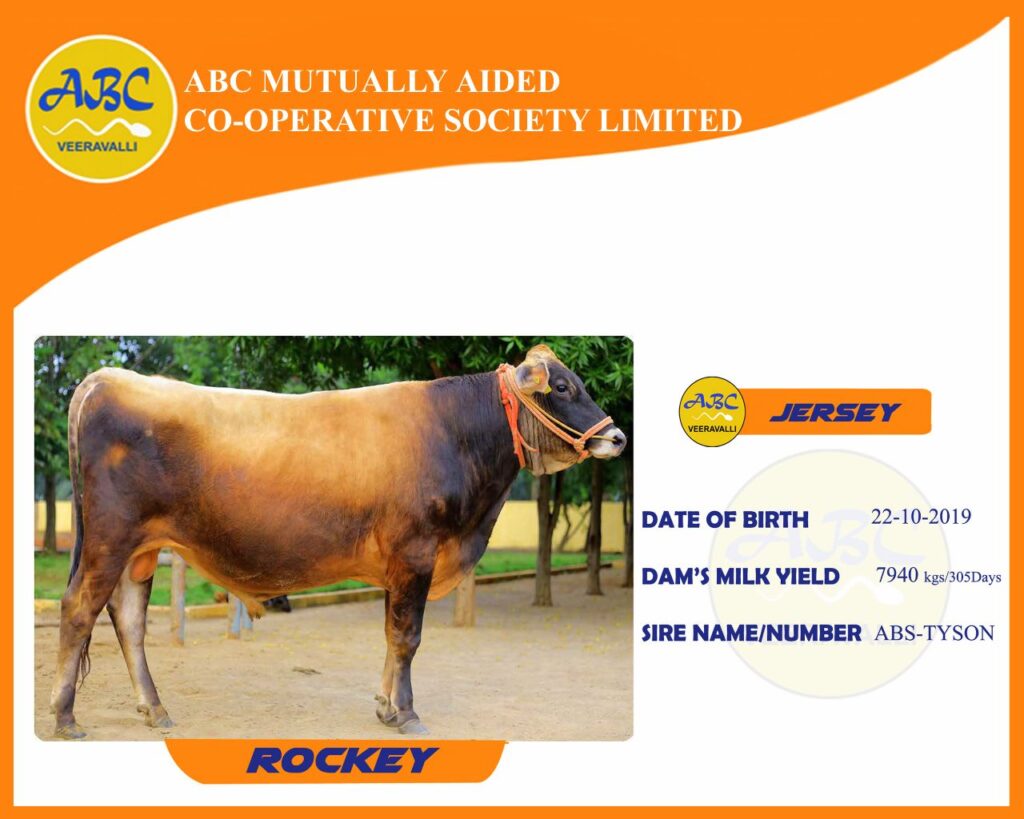 ABC
VEERAVALLI
ABC MUTUALLY AIDED
CO-OPERATIVE SOCIETY LIMITED
ABC
VEERAVALLI
JERSEY
DATE OF BIRTH 22-10-2019
DAM'S MILK YIELD 7940 kgs/305Days
SIRE NAME/NUMBER ABS-TYSON
ABC
ROCKEY